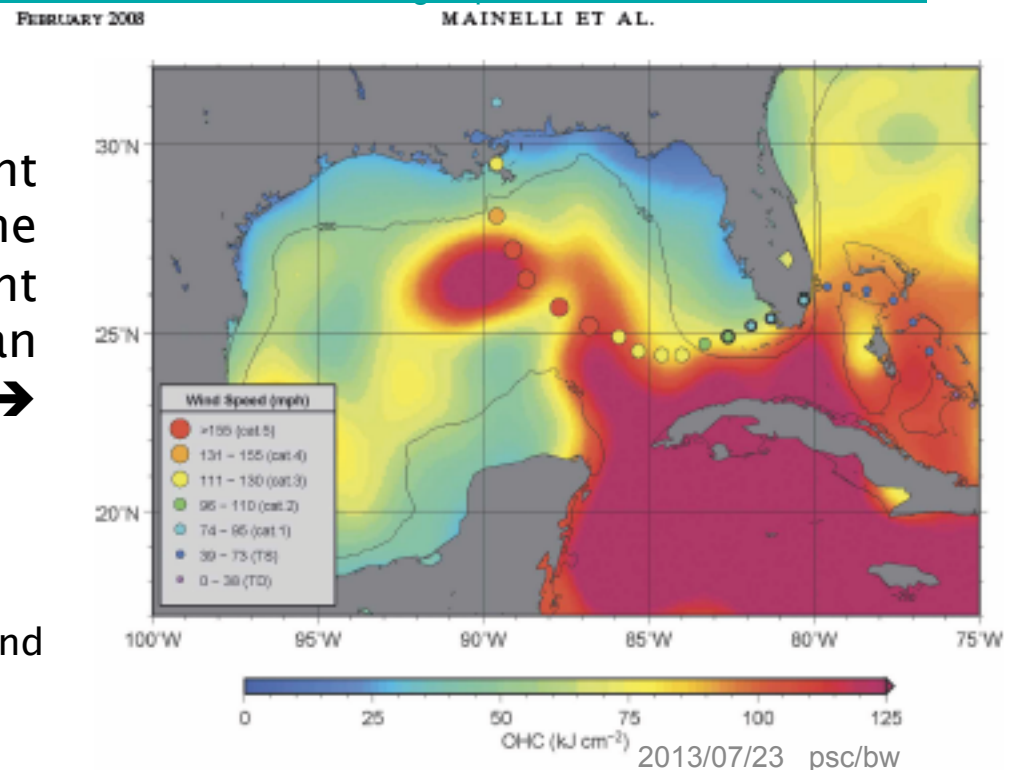 FEBRUARY 2008
MAINELLI ET AL.
nt
ne
nt
an
➔
nd
30°N
25°N
20°N
Wind Speed (mph)
>155 (cat.5)
131 – 155 (cat.4)
111 – 130 (cat.3)
96 – 110 (cat.2)
74 – 95 (cat.1)
39 – 73 (TS)
0 – 38 (TD)
100°W 95°W 90°W 85°W 80°W 75°W
0 25 50 75 100 125
OHC (kJ cm⁻²)
2013/07/23 psc/bw